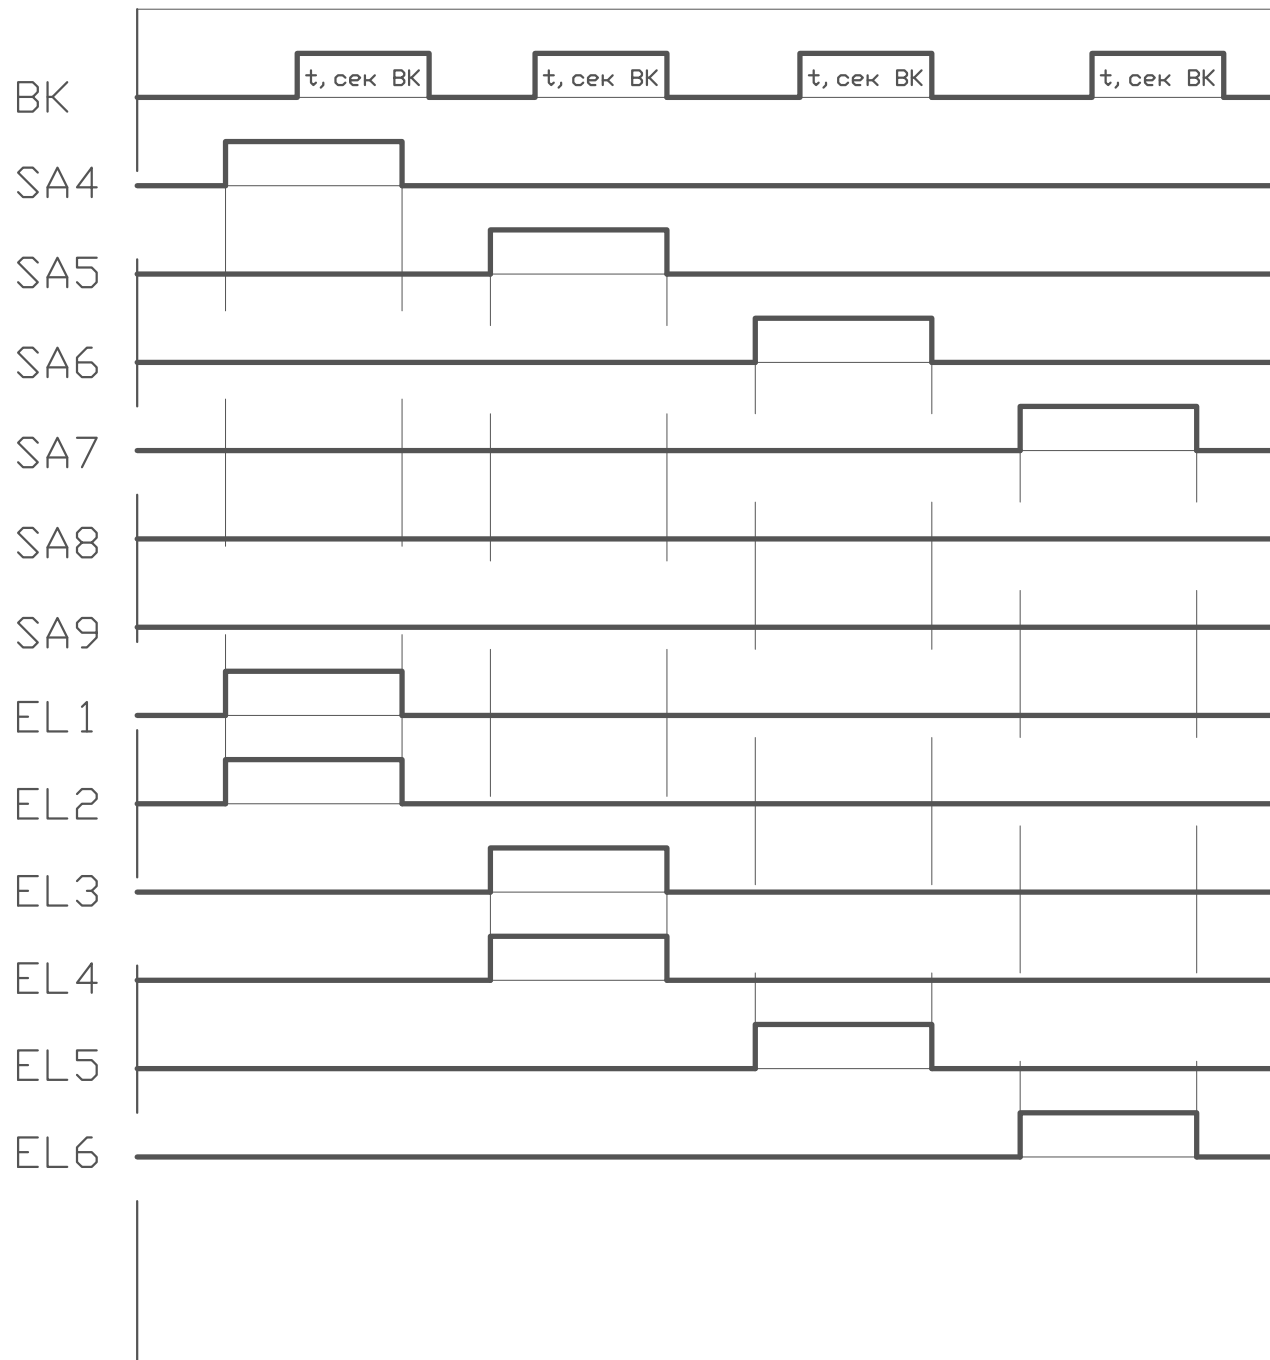 ВК t, сек ВК t, сек ВК t, сек ВК t, сек ВК
SA4
SA5
SA6
SA7
SA8
SA9
EL1
EL2
EL3
EL4
EL5
EL6